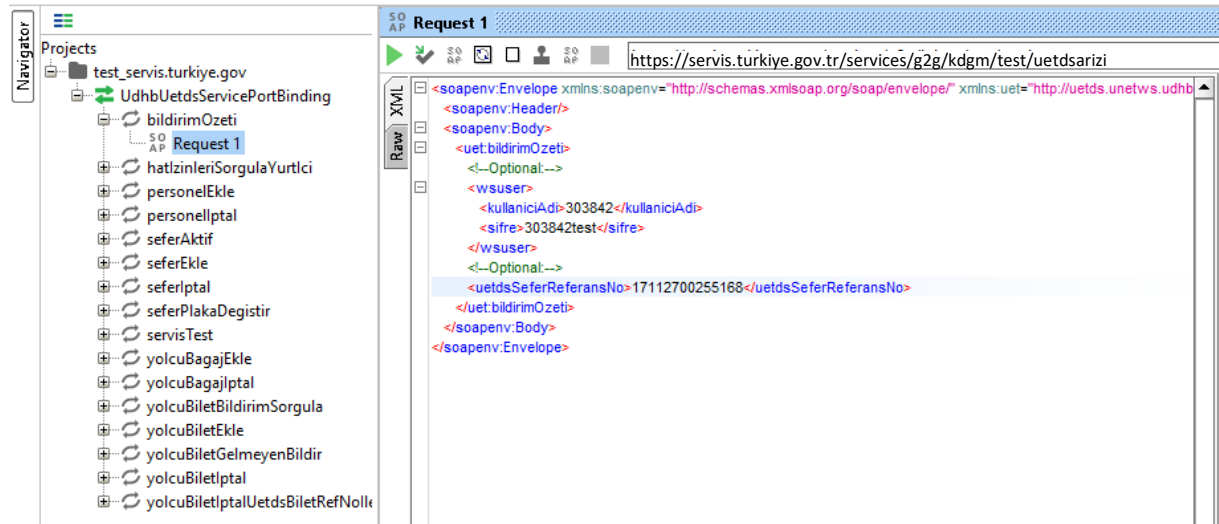 Navigator
Projects
test_servis.turkiye.gov
UdhbUetdsServicePortBinding
bildirimOzeti
SOAP Request 1
hatIzinleriSorgulaYurtIci
personelEkle
personelIptal
seferAktif
seferEkle
seferIptal
seferPlakaDegistir
servisTest
yolcuBagajEkle
yolcuBagajIptal
yolcuBiletBildirimSorgula
yolcuBiletEkle
yolcuBiletGelmeyenBildir
yolcuBiletIptal
yolcuBiletIptalUetdsBiletRefNolle
SOAP Request 1
https://servis.turkiye.gov.tr/services/g2g/kdgm/test/uetdsarizi
XML
Raw
<soapenv:Envelope xmlns:soapenv="http://schemas.xmlsoap.org/soap/envelope/" xmlns:uet="http://uetds.unetws.udhb
<soapenv:Header/>
<soapenv:Body>
<uet:bildirimOzeti>
<!--Optional:-->
<wsuser>
<kullaniciAdi>303842</kullaniciAdi>
<sifre>303842test</sifre>
</wsuser>
<!--Optional:-->
<uetdsSeferReferansNo>17112700255168</uetdsSeferReferansNo>
</uet:bildirimOzeti>
</soapenv:Body>
</soapenv:Envelope>